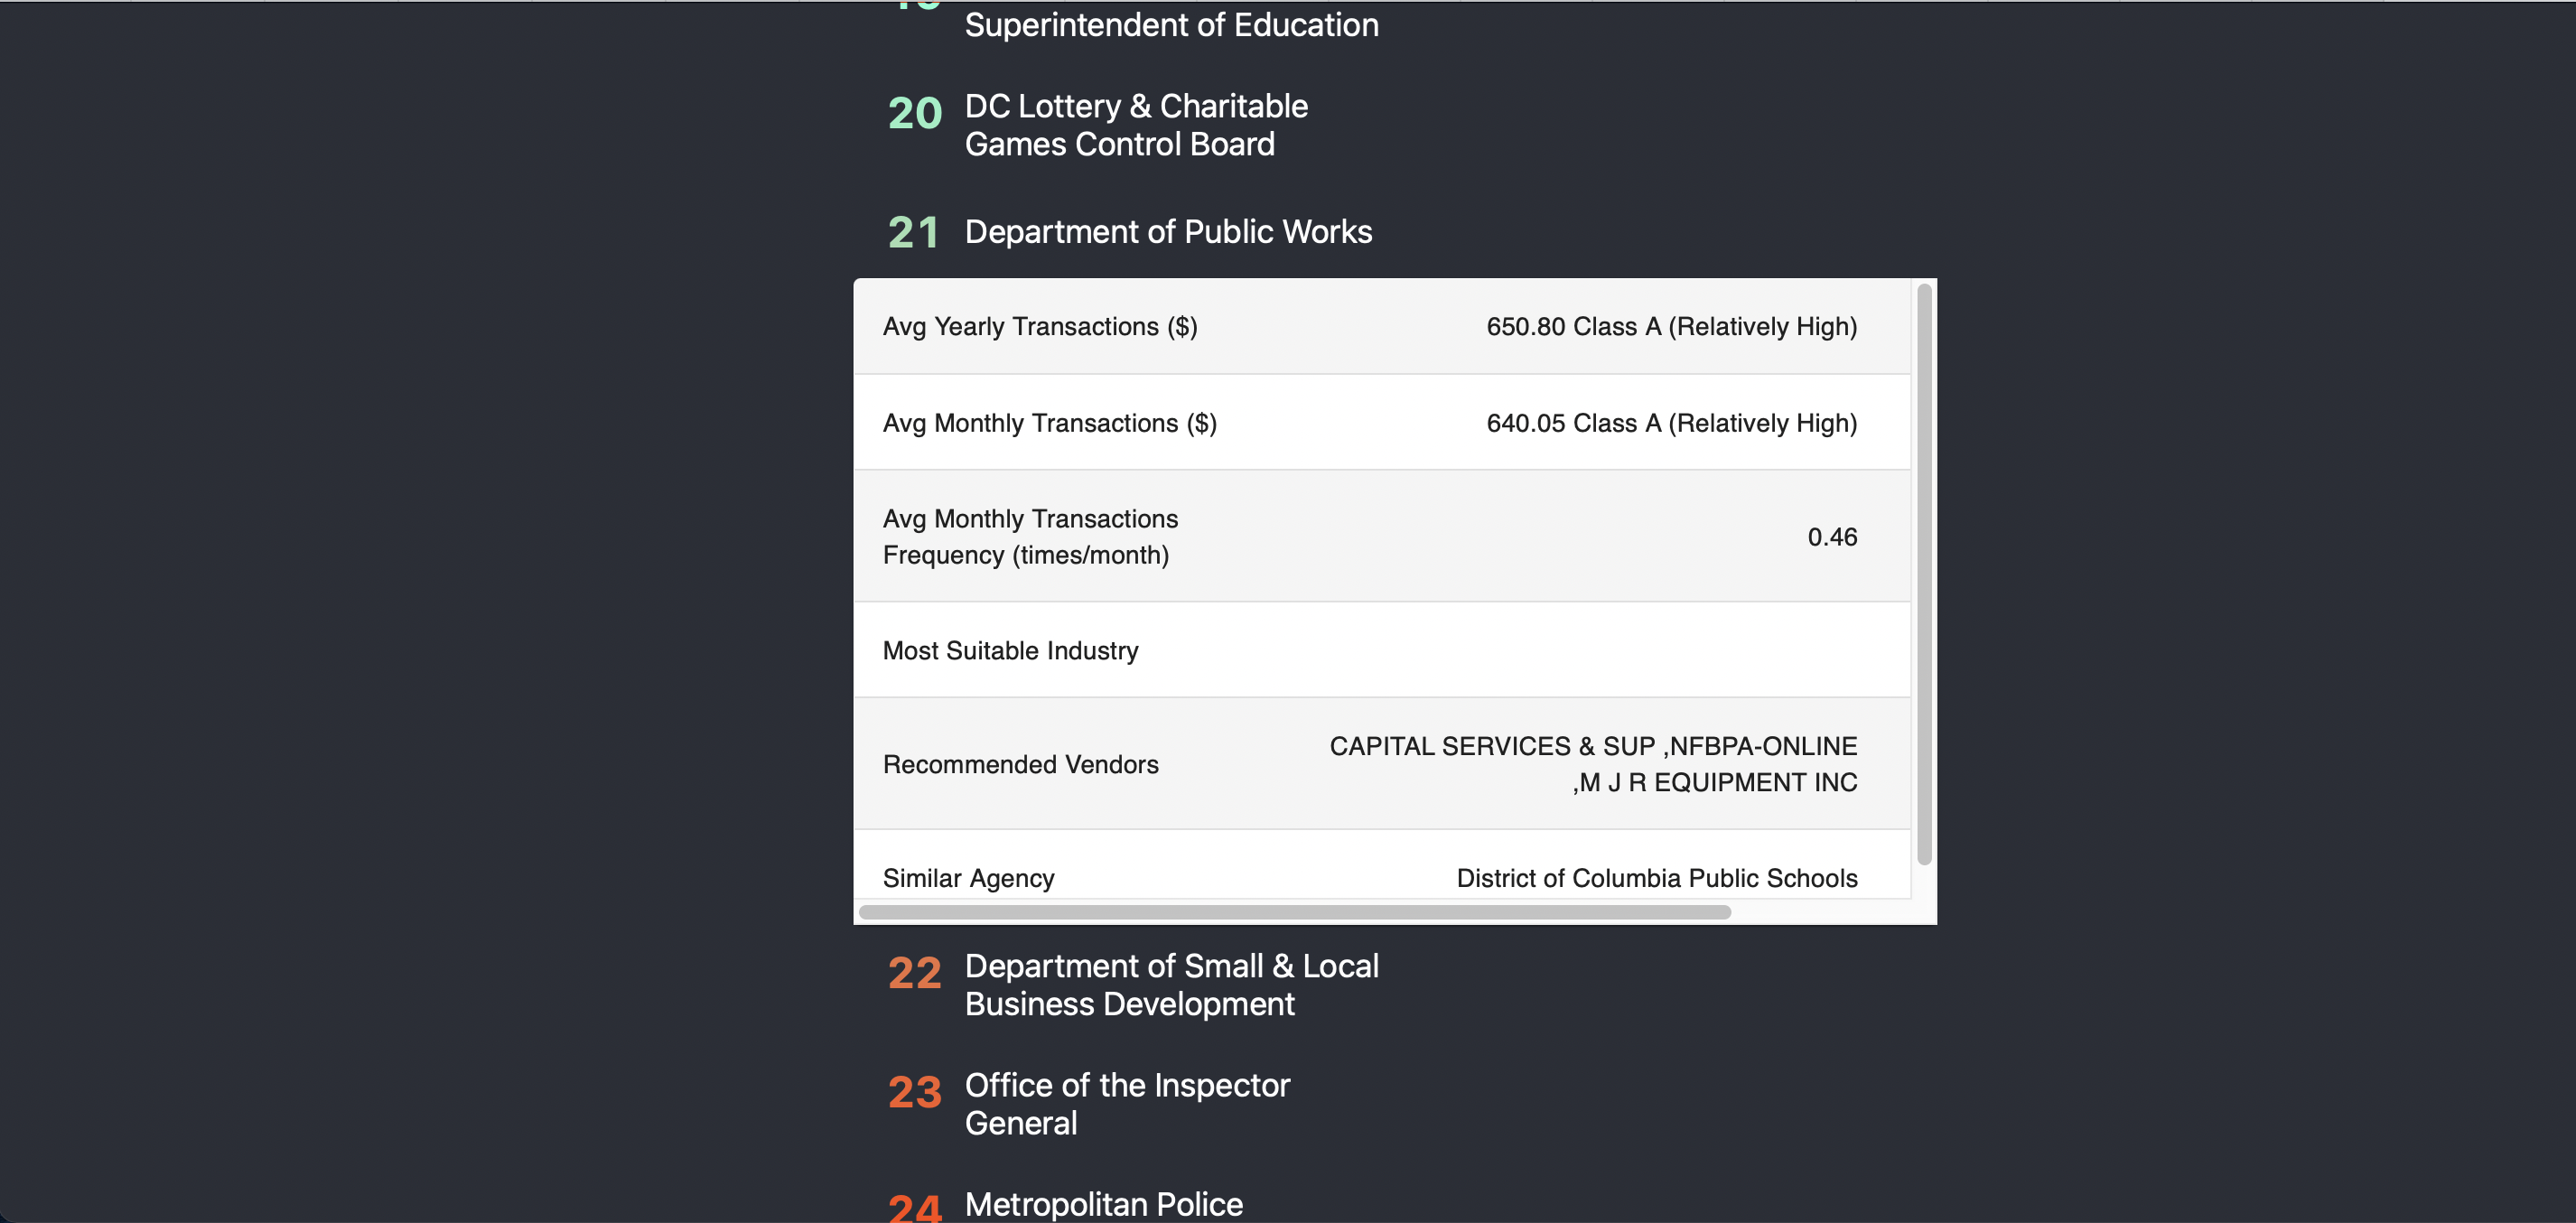 Superintendent of Education
20 DC Lottery & Charitable
Games Control Board
21 Department of Public Works
Avg Yearly Transactions ($) 650.80 Class A (Relatively High)
Avg Monthly Transactions ($) 640.05 Class A (Relatively High)
Avg Monthly Transactions
Frequency (times/month) 0.46
Most Suitable Industry
Recommended Vendors CAPITAL SERVICES & SUP ,NFBPA-ONLINE
,M J R EQUIPMENT INC
Similar Agency District of Columbia Public Schools
22 Department of Small & Local
Business Development
23 Office of the Inspector
General
24 Metropolitan Police